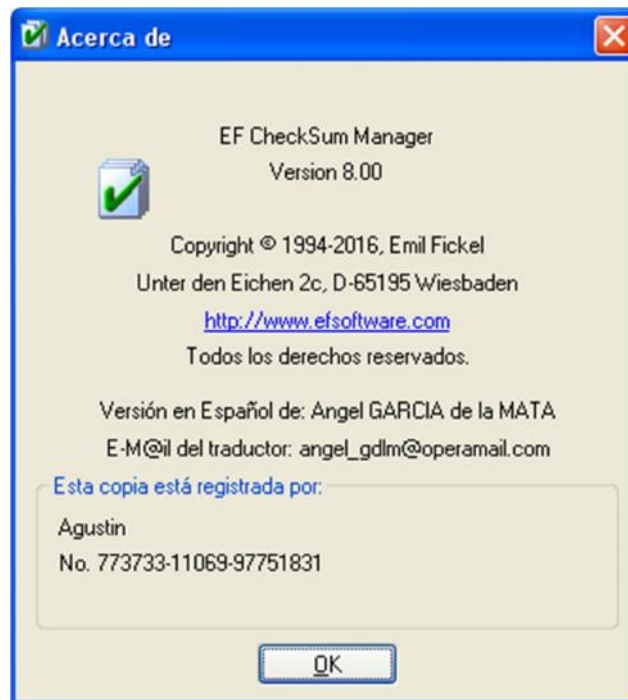 Acerca de
EF CheckSum Manager
Version 8.00
Copyright © 1994-2016, Emil Fickel
Unter den Eichen 2c, D-65195 Wiesbaden
http://www.efsoftware.com
Todos los derechos reservados.
Versión en Español de: Angel GARCIA de la MATA
E-M@il del traductor: angel_gdlm@operamail.com
Esta copia está registrada por:
Agustin
No. 773733-11069-97751831
OK